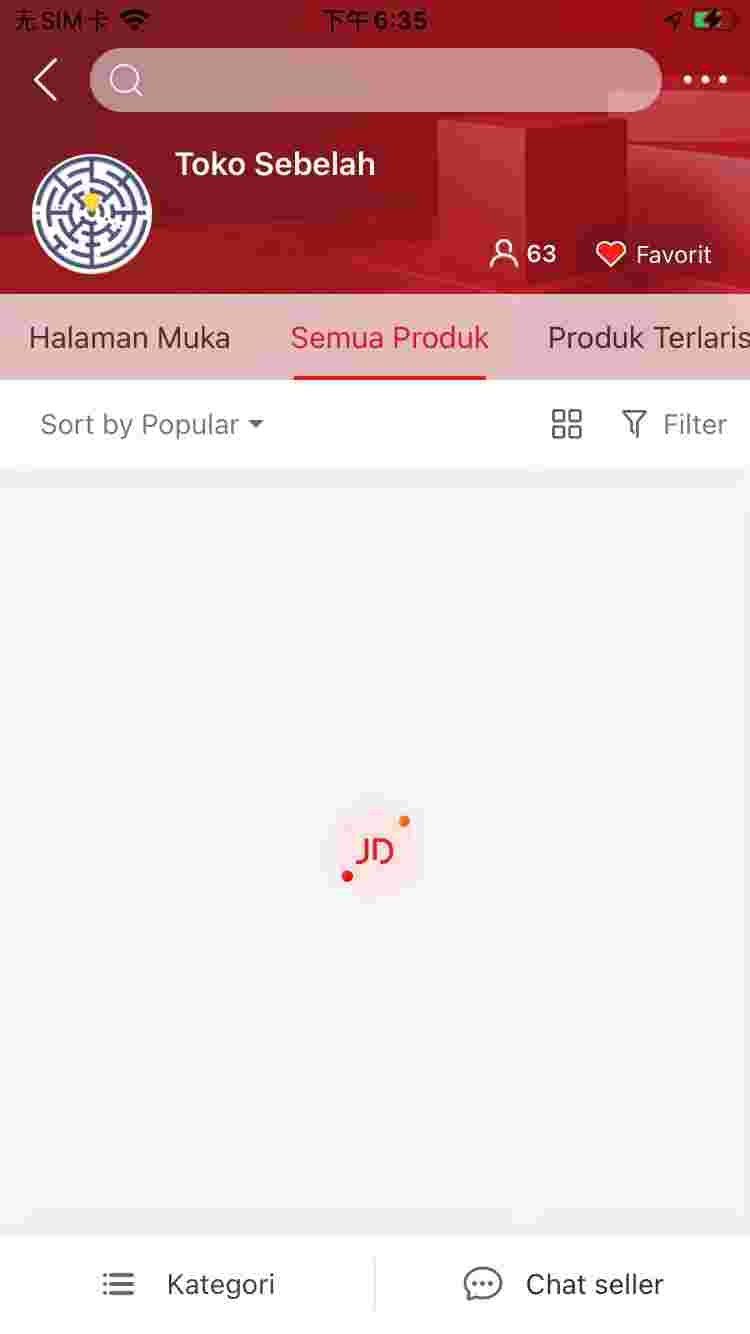 无SIM卡
下午6:35
Toko Sebelah
63
Favorit
Halaman Muka
Semua Produk
Produk Terlaris
Sort by Popular
Filter
JD
Kategori
Chat seller